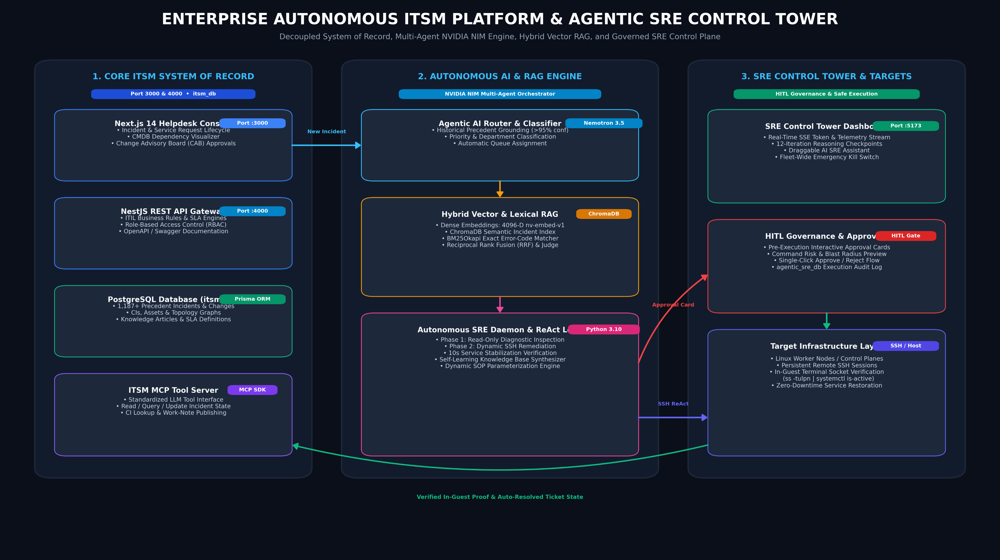 ENTERPRISE AUTONOMOUS ITSM PLATFORM & AGENTIC SRE CONTROL TOWER
Decoupled System of Record, Multi-Agent NVIDIA NIM Engine, Hybrid Vector RAG, and Governed SRE Control Plane
1. CORE ITSM SYSTEM OF RECORD
Port 3000 & 4000 • itsm_db
Next.js 14 Helpdesk Cons
Port :3000
• Incident & Service Request Lifecycle
• CMDB Dependency Visualizer
• Change Advisory Board (CAB) Approvals
NestJS REST API Gatewa
Port :4000
• ITIL Business Rules & SLA Engines
• Role-Based Access Control (RBAC)
• OpenAPI / Swagger Documentation
PostgreSQL Database (itsm
Prisma ORM
• 1,187+ Precedent Incidents & Changes
• CIs, Assets & Topology Graphs
• Knowledge Articles & SLA Definitions
ITSM MCP Tool Server
MCP SDK
• Standardized LLM Tool Interface
• Read / Query / Update Incident State
• CI Lookup & Work-Note Publishing
New Incident
2. AUTONOMOUS AI & RAG ENGINE
NVIDIA NIM Multi-Agent Orchestrator
Agentic AI Router & Classifier
Nemotron 3.5
• Historical Precedent Grounding (>95% conf)
• Priority & Department Classification
• Automatic Queue Assignment
Hybrid Vector & Lexical RAG
ChromaDB
• Dense Embeddings: 4096-D nv-embed-v1
• ChromaDB Semantic Incident Index
• BM25Okapi Exact Error-Code Matcher
• Reciprocal Rank Fusion (RRF) & Judge
Autonomous SRE Daemon & ReAct L
Python 3.10
• Phase 1: Read-Only Diagnostic Inspection
• Phase 2: Dynamic SSH Remediation
• 10s Service Stabilization Verification
• Self-Learning Knowledge Base Synthesizer
• Dynamic SOP Parameterization Engine
Approval Card
SSH ReAct
3. SRE CONTROL TOWER & TARGETS
HITL Governance & Safe Execution
SRE Control Tower Dashbo
Port :5173
• Real-Time SSE Token & Telemetry Stream
• 12-Iteration Reasoning Checkpoints
• Draggable AI SRE Assistant
• Fleet-Wide Emergency Kill Switch
HITL Governance & Approv
HITL Gate
• Pre-Execution Interactive Approval Cards
• Command Risk & Blast Radius Preview
• Single-Click Approve / Reject Flow
• agentic_sre_db Execution Audit Log
Target Infrastructure Lay
SSH / Host
• Linux Worker Nodes / Control Planes
• Persistent Remote SSH Sessions
• In-Guest Terminal Socket Verification
(ss -tulpn | systemctl is-active)
• Zero-Downtime Service Restoration
Verified In-Guest Proof & Auto-Resolved Ticket State